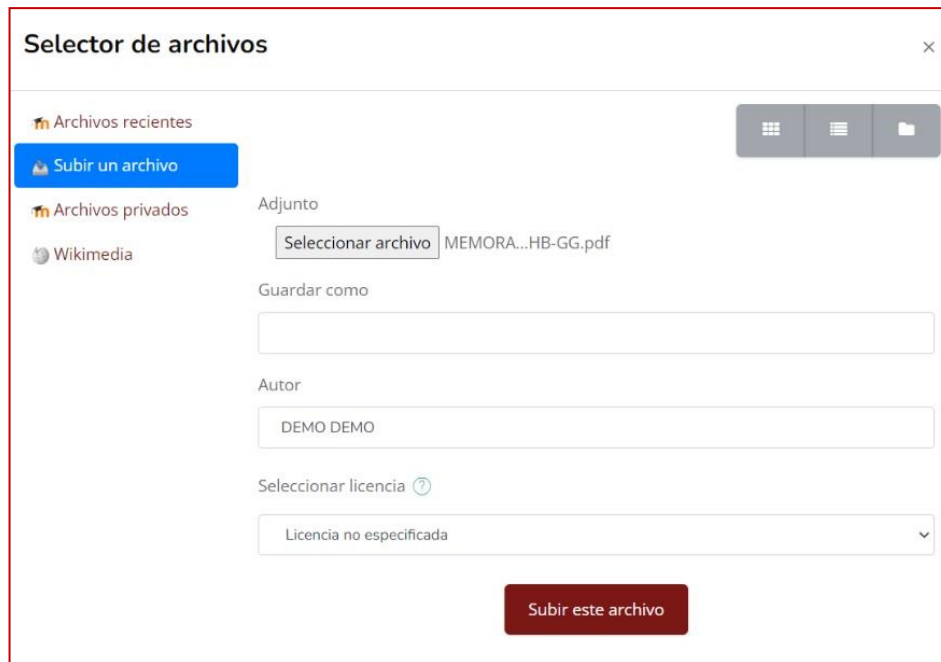 Selector de archivos
Archivos recientes
Subir un archivo
Archivos privados
Wikimedia
Adjunto
Seleccionar archivo MEMORA...HB-GG.pdf
Guardar como
Autor
DEMO DEMO
Seleccionar licencia ?
Licencia no especificada
Subir este archivo